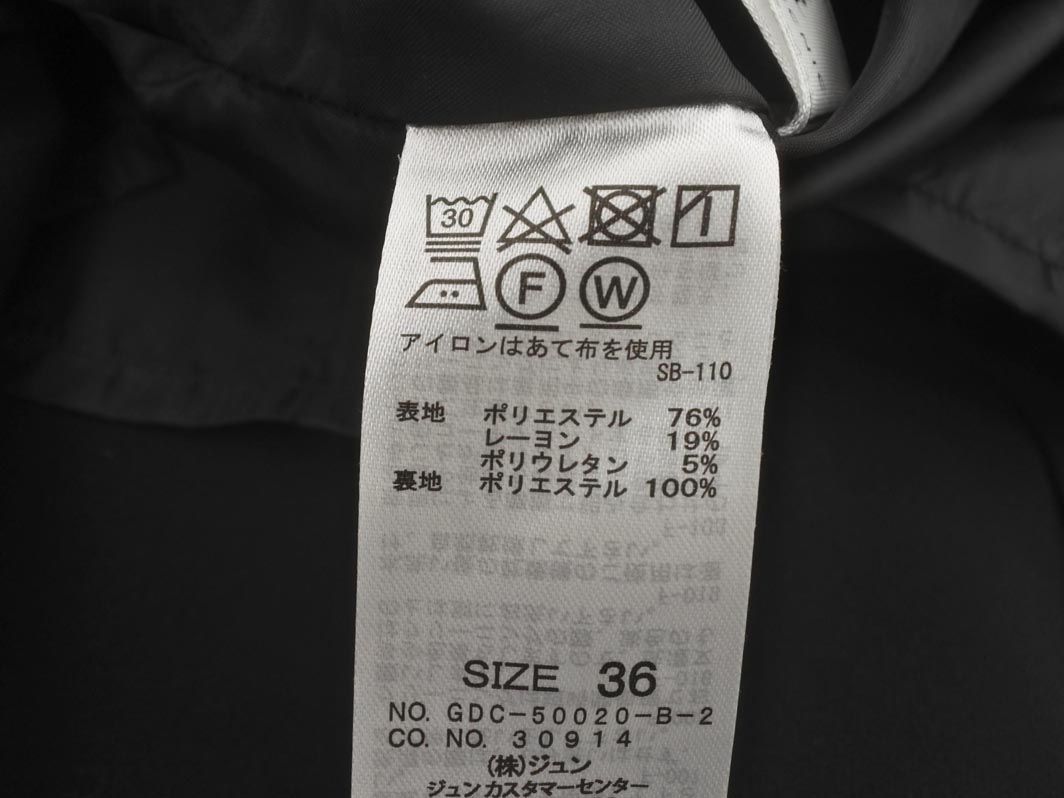 30
F W
アイロンはあて布を使用
SB-110
表地 ポリエステル 76%
レーヨン 19%
ポリウレタン 5%
裏地 ポリエステル 100%
SIZE 36
NO. GDC-50020-B-2
CO. NO. 30914
(株)ジュン
ジュンカスタマーセンター